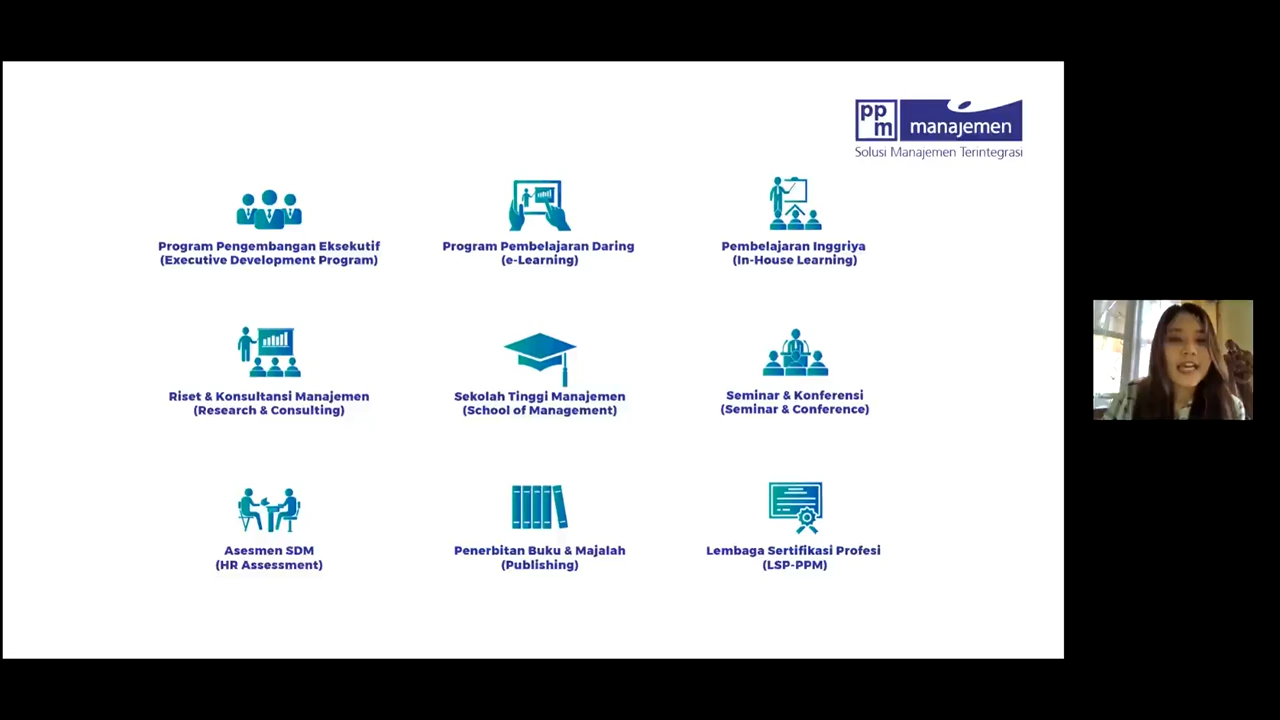 ppm manajemen
Solusi Manajemen Terintegrasi
Program Pengembangan Eksekutif
(Executive Development Program)
Program Pembelajaran Daring
(e-Learning)
Pembelajaran Inggriya
(In-House Learning)
Riset & Konsultansi Manajemen
(Research & Consulting)
Sekolah Tinggi Manajemen
(School of Management)
Seminar & Konferensi
(Seminar & Conference)
Asesmen SDM
(HR Assessment)
Penerbitan Buku & Majalah
(Publishing)
Lembaga Sertifikasi Profesi
(LSP-PPM)